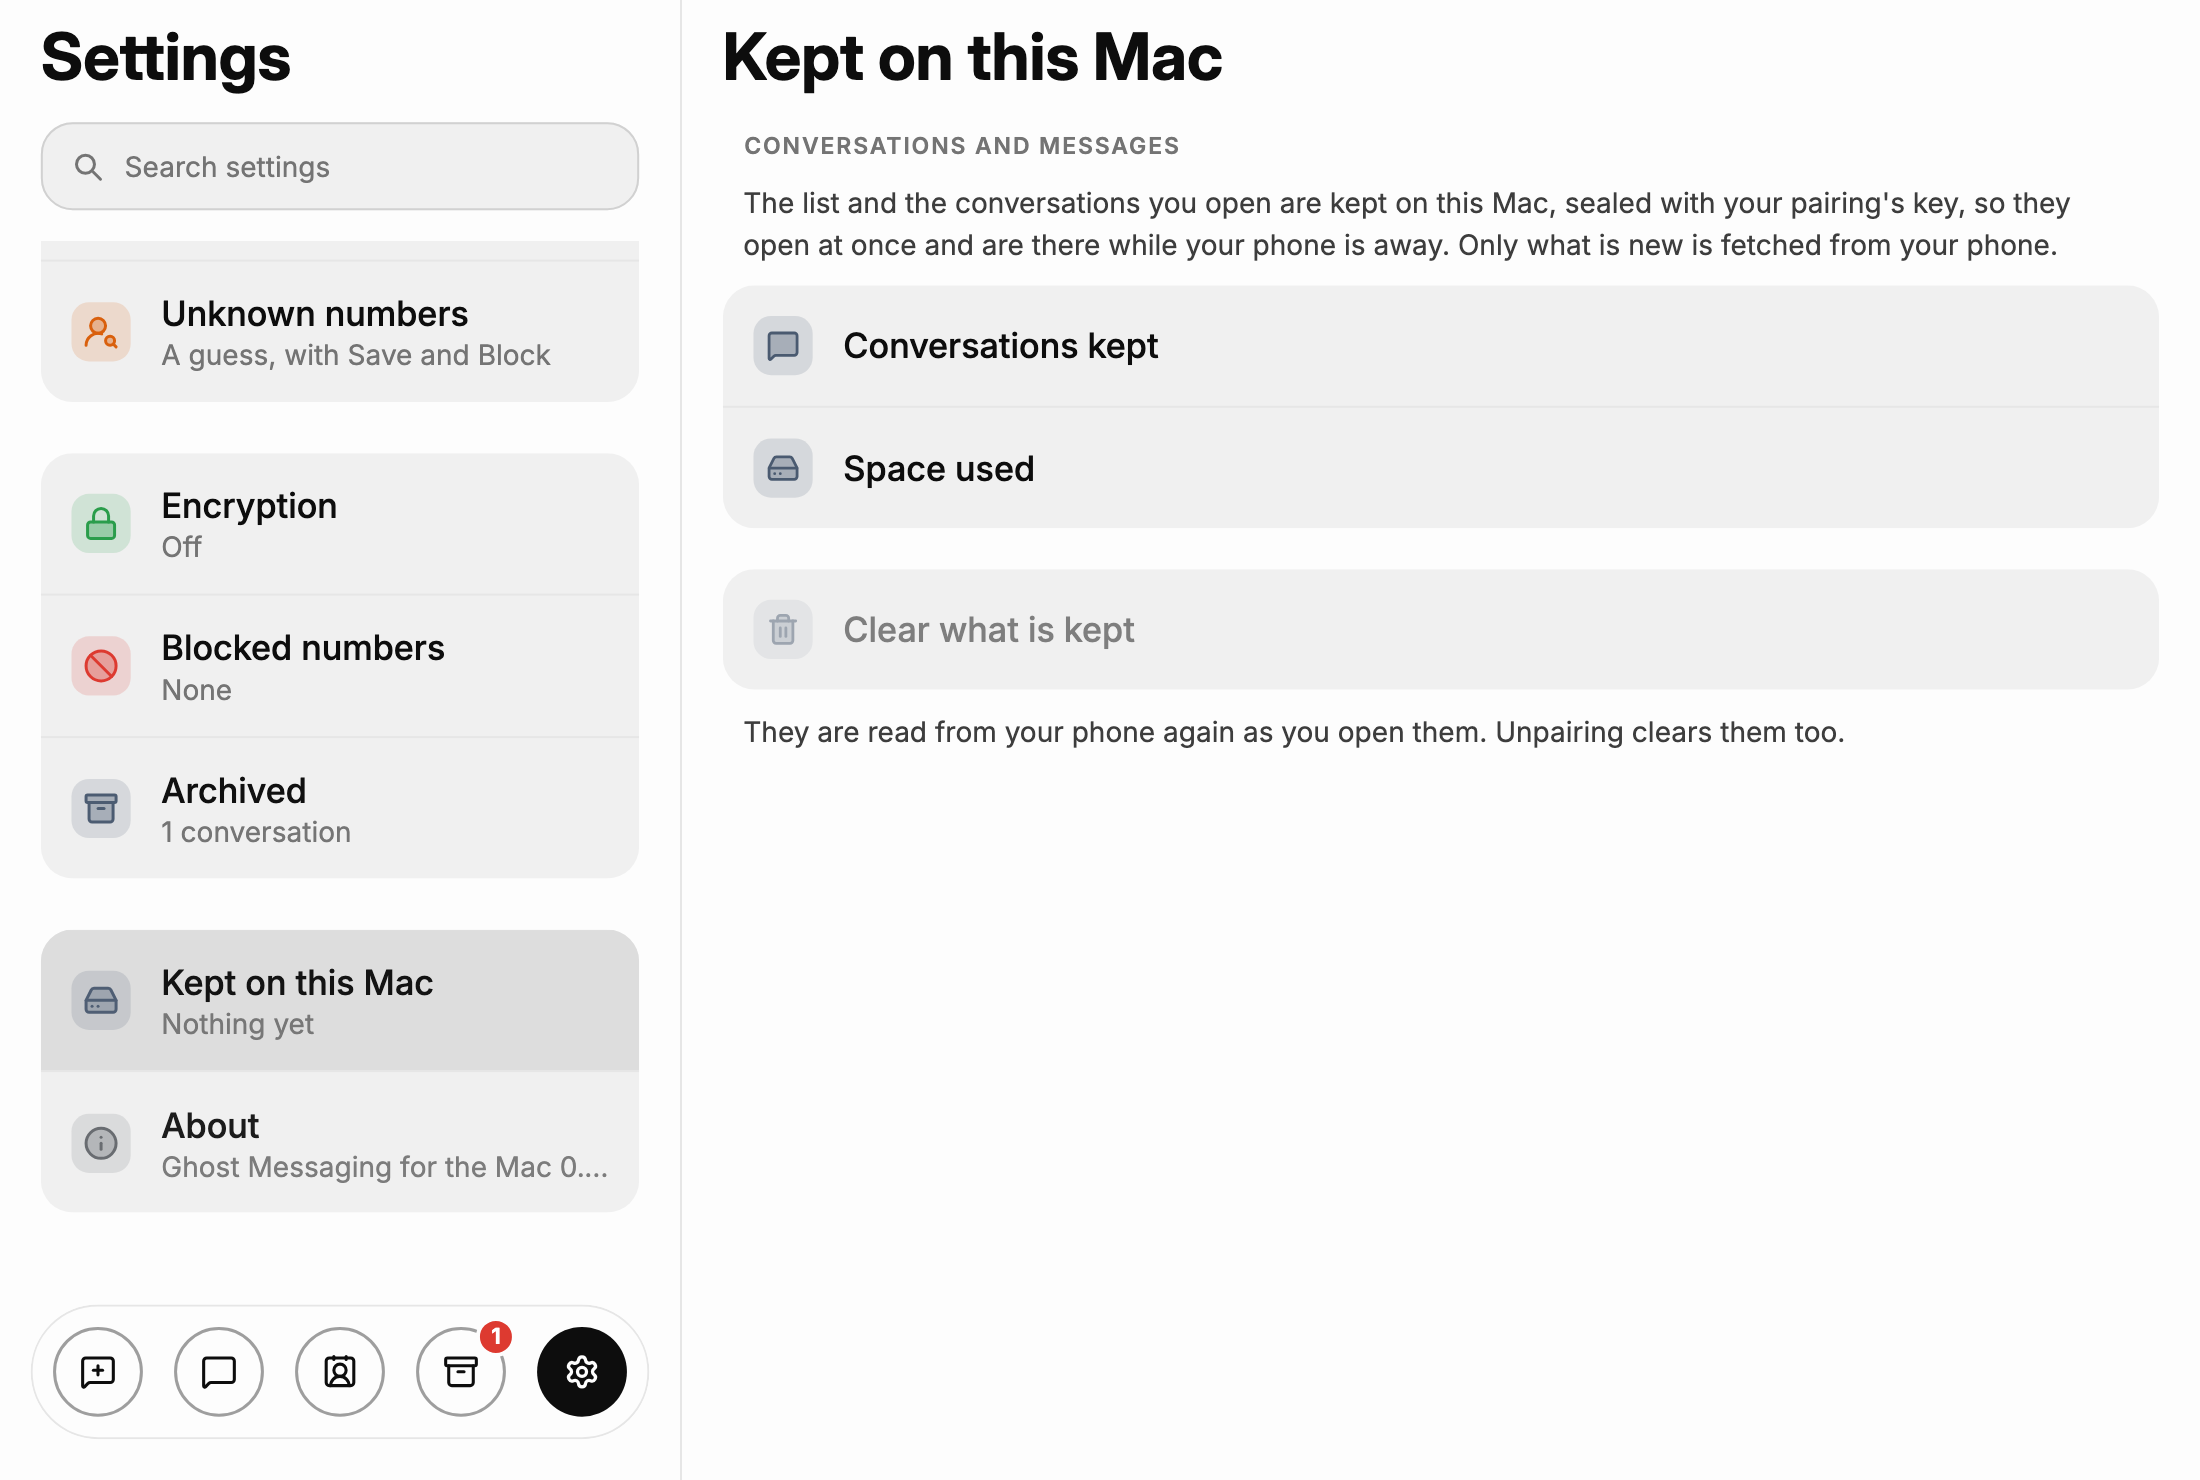 Settings
Search settings
Unknown numbers
A guess, with Save and Block
Encryption
Off
Blocked numbers
None
Archived
1 conversation
Kept on this Mac
Nothing yet
About
Ghost Messaging for the Mac 0....
1
Kept on this Mac
CONVERSATIONS AND MESSAGES
The list and the conversations you open are kept on this Mac, sealed with your pairing's key, so they
open at once and are there while your phone is away. Only what is new is fetched from your phone.
Conversations kept
Space used
Clear what is kept
They are read from your phone again as you open them. Unpairing clears them too.